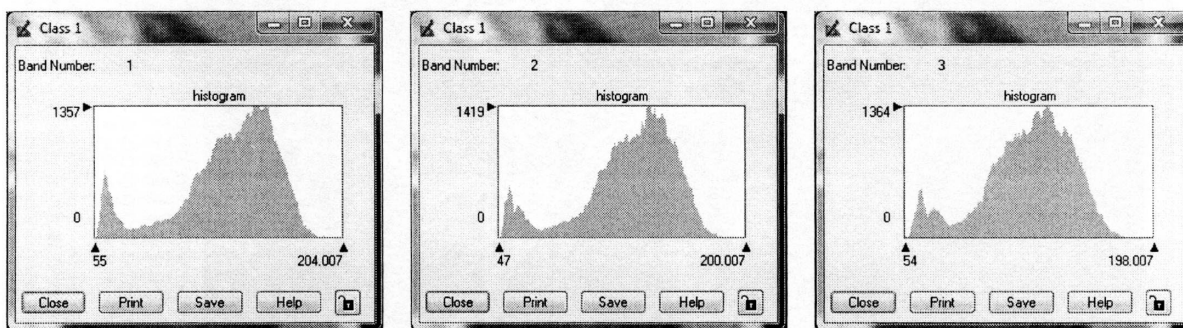 Class 1
Band Number: 1
histogram
1357
0
55 204.007
Close Print Save Help
Class 1
Band Number: 2
histogram
1419
0
47 200.007
Close Print Save Help
Class 1
Band Number: 3
histogram
1364
0
54 198.007
Close Print Save Help